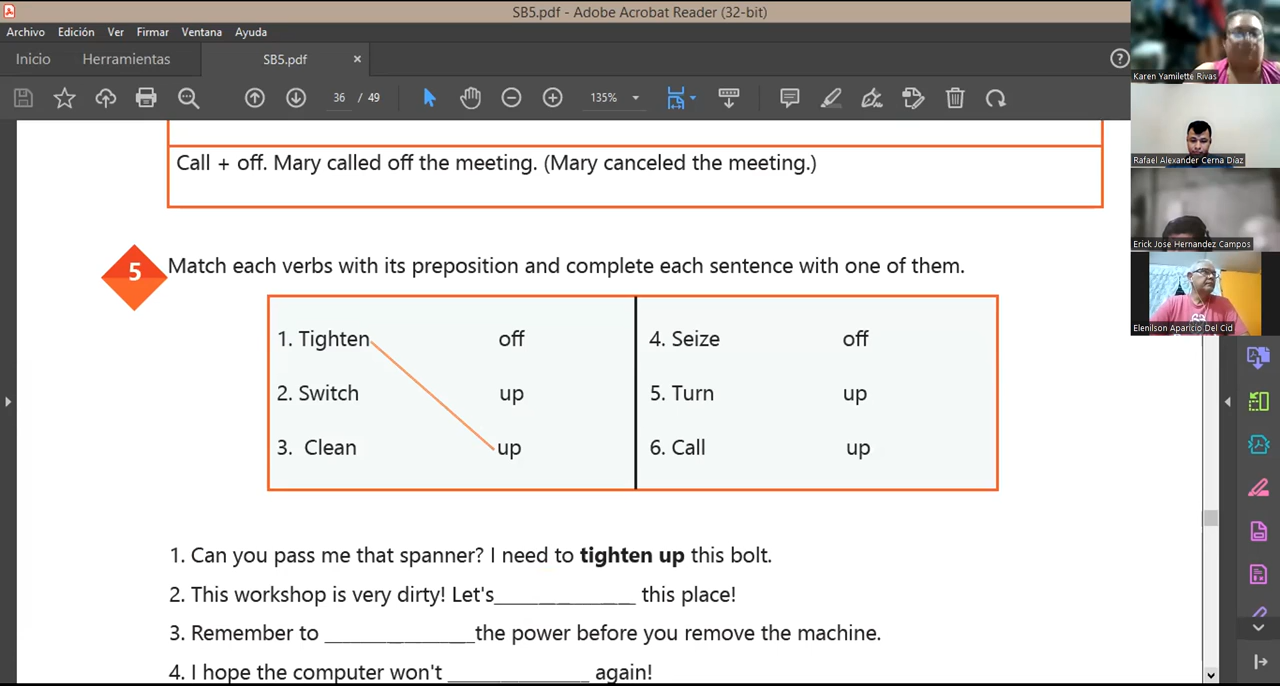 SB5.pdf - Adobe Acrobat Reader (32-bit)
Archivo Edición Ver Firmar Ventana Ayuda
Inicio Herramientas SB5.pdf ×
36 / 49 135%
Call + off. Mary called off the meeting. (Mary canceled the meeting.)
5 Match each verbs with its preposition and complete each sentence with one of them.
1. Tighten off 4. Seize off
2. Switch up 5. Turn up
3. Clean up 6. Call up
1. Can you pass me that spanner? I need to tighten up this bolt.
2. This workshop is very dirty! Let's_____________ this place!
3. Remember to ______________the power before you remove the machine.
4. I hope the computer won't _____________ again!
Karen Yamilette Rivas
Rafael Alexander Cerna Díaz
Erick Jose Hernandez Campos
Elenilson Aparicio Del Cid